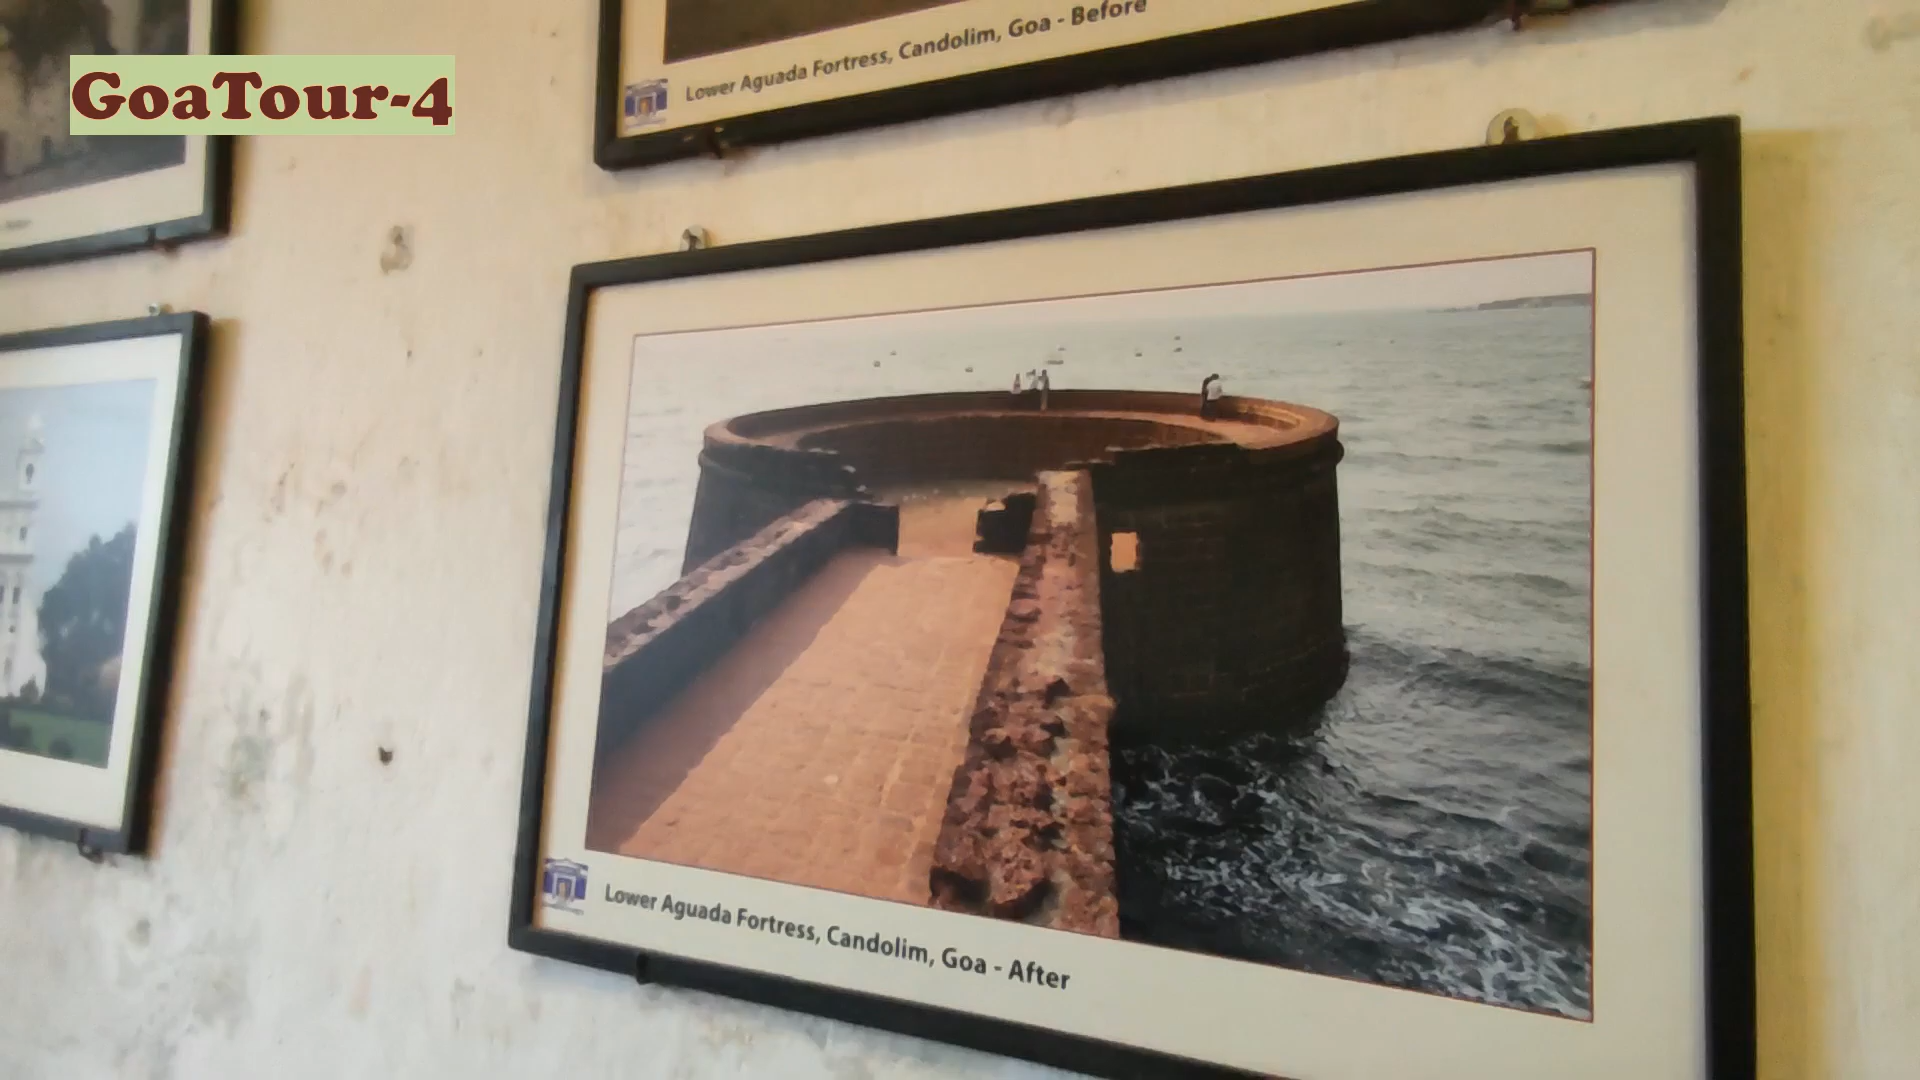 GoaTour-4
Lower Aguada Fortress, Candolim, Goa - Before
Lower Aguada Fortress, Candolim, Goa - After